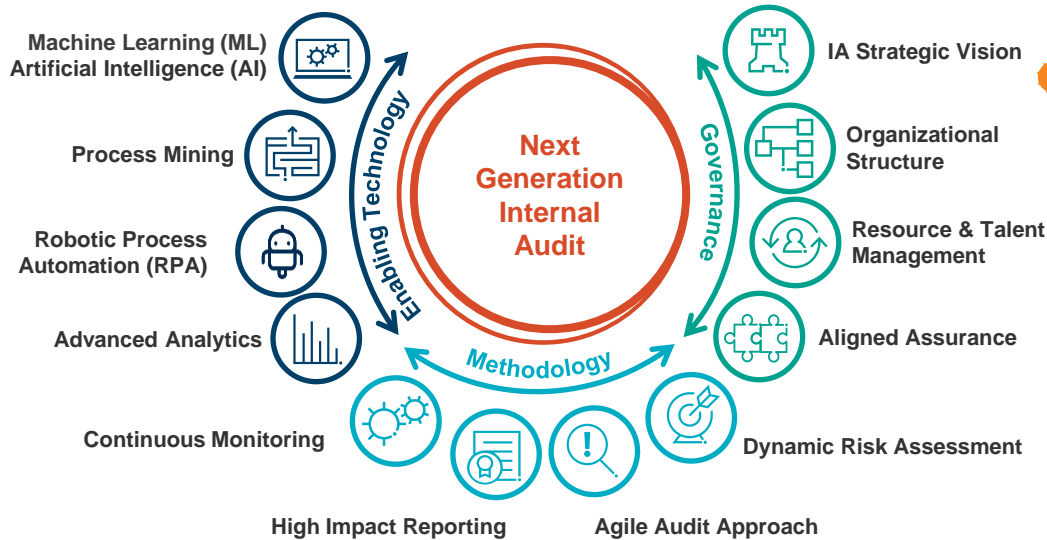 Machine Learning (ML)
Artificial Intelligence (AI)
Process Mining
Robotic Process
Automation (RPA)
Advanced Analytics
Continuous Monitoring
High Impact Reporting
Enabling Technology
Next
Generation
Internal
Audit
Methodology
Governance
IA Strategic Vision
Organizational
Structure
Resource & Talent
Management
Aligned Assurance
Dynamic Risk Assessment
Agile Audit Approach